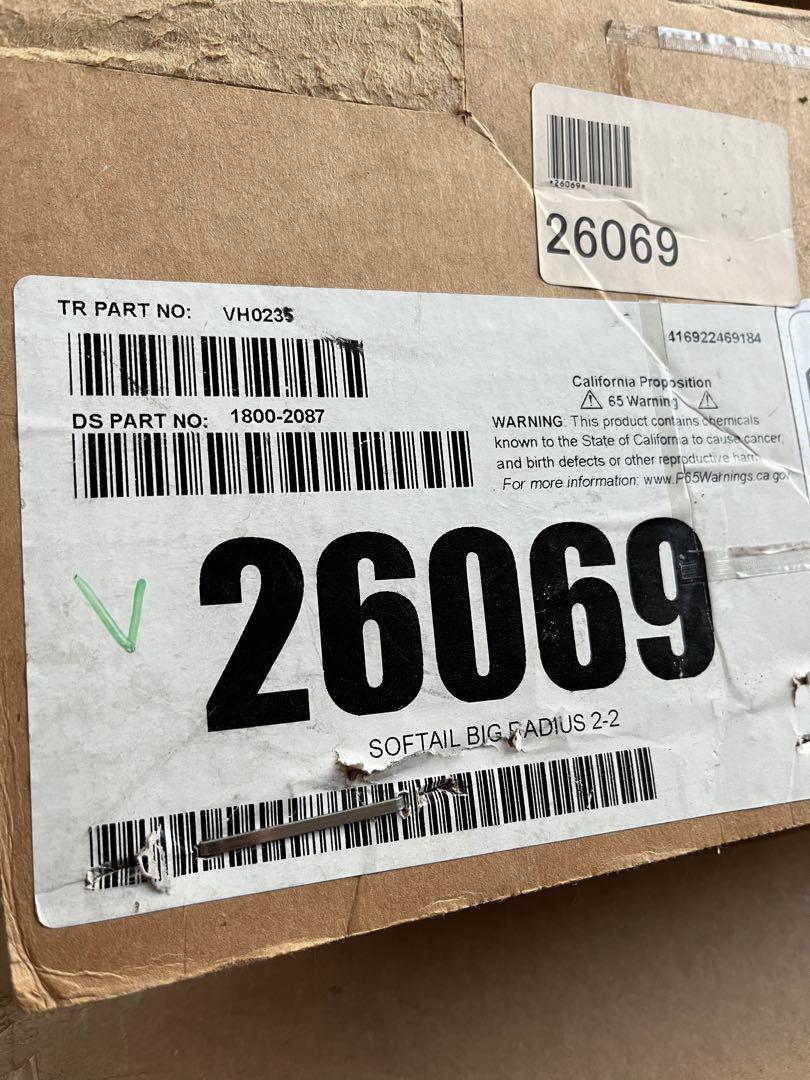 *26069*
26069
TR PART NO: VH0235
416922469184
DS PART NO: 1800-2087
California Proposition
⚠ 65 Warning ⚠
WARNING: This product contains chemicals
known to the State of California to cause cancer,
and birth defects or other reproductive harm.
For more information: www.P65Warnings.ca.gov
V
26069
SOFTAIL BIG RADIUS 2-2